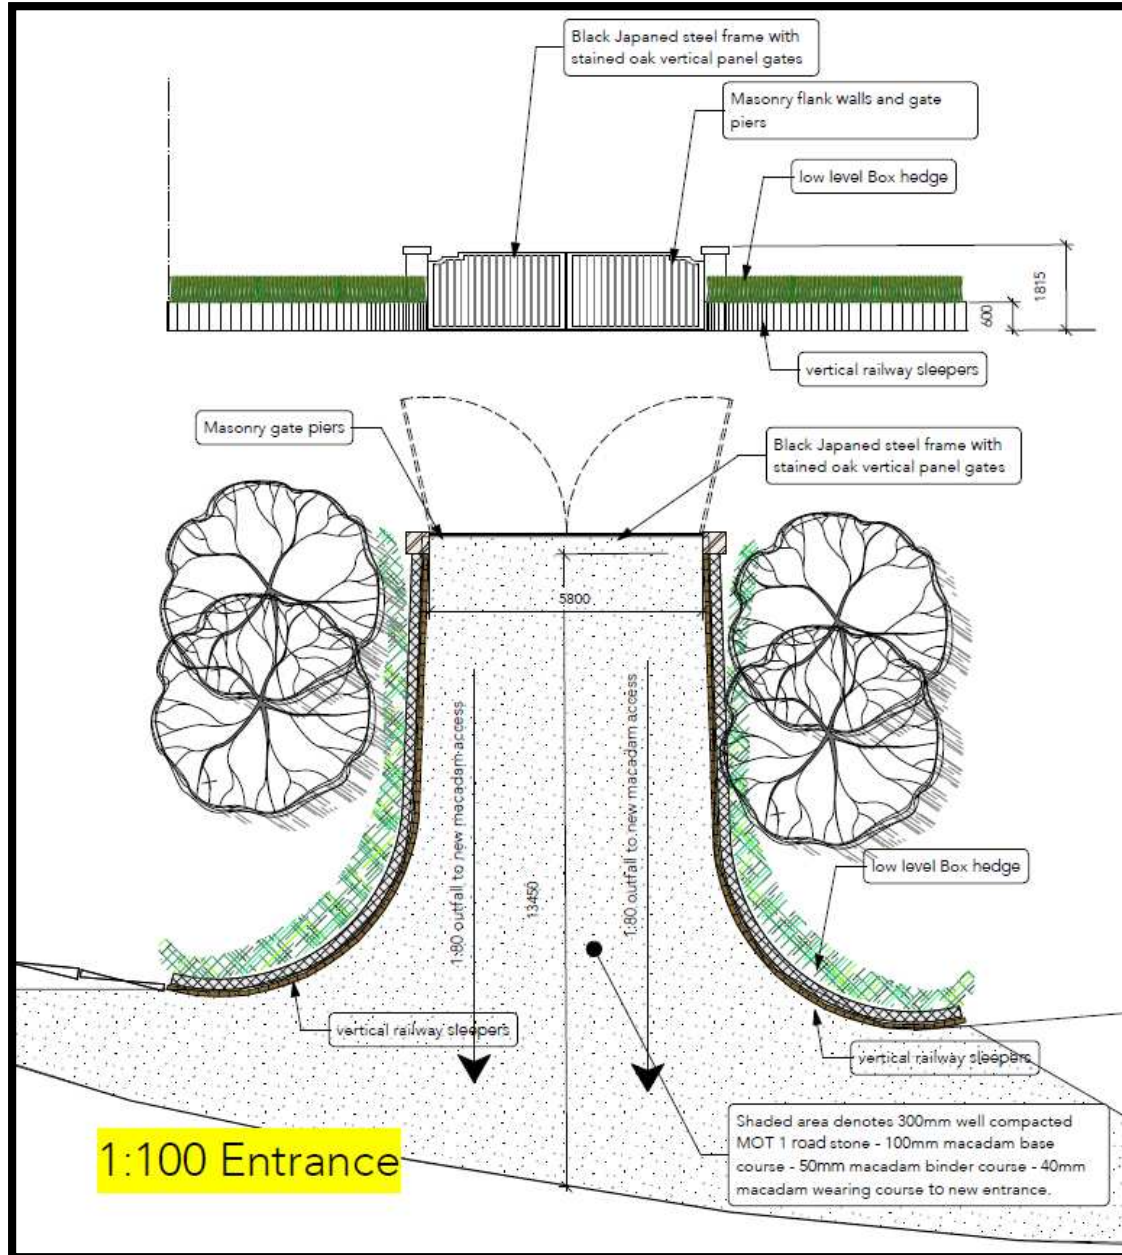 Black Japaned steel frame with
stained oak vertical panel gates
Masonry flank walls and gate
piers
low level Box hedge
1815
600
vertical railway sleepers
Masonry gate piers
Black Japaned steel frame with
stained oak vertical panel gates
5800
1:80 outfall to new macadam access
1:80 outfall to new macadam access
13450
low level Box hedge
vertical railway sleepers
vertical railway sleepers
Shaded area denotes 300mm well compacted
MOT 1 road stone - 100mm macadam base
course - 50mm macadam binder course - 40mm
macadam wearing course to new entrance.
1:100 Entrance